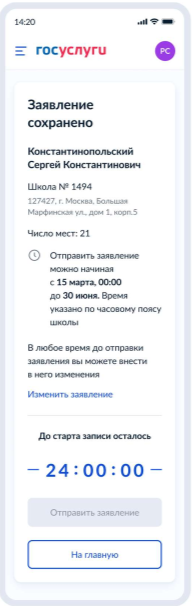 14:20
госуслуги
РС
Заявление
сохранено
Константинопольский
Сергей Константинович
Школа № 1494
127427, г. Москва, Большая
Марфинская ул., дом 1, корп.5
Число мест: 21
Отправить заявление
можно начиная
с 15 марта, 00:00
до 30 июня. Время
указано по часовому поясу
школы
В любое время до отправки
заявления вы можете внести
в него изменения
Изменить заявление
До старта записи осталось
— 24:00:00 —
Отправить заявление
На главную